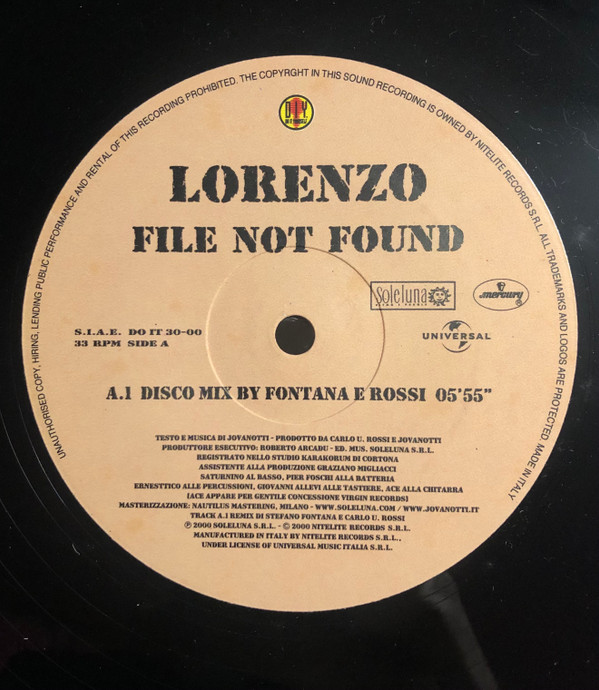 UNAUTHORISED COPY, HIRING, LENDING PUBLIC PERFORMANCE AND RENTAL OF THIS RECORDING PROHIBITED. THE COPYRGHT IN THIS SOUND RECORDING IS OWNED BY NITELITE RECORDS S.R.L. ALL TRADEMARKS AND LOGOS ARE PROTECTED. MADE IN ITALY
D·I·Y.
DO IT YOURSELF
LORENZO
FILE NOT FOUND
Soleluna
mercury
S.I.A.E. DO IT 30-00
33 RPM SIDE A
UNIVERSAL
A.1 DISCO MIX BY FONTANA E ROSSI 05'55"
TESTO E MUSICA DI JOVANOTTI - PRODOTTO DA CARLO U. ROSSI E JOVANOTTI
PRODUTTORE ESECUTIVO: ROBERTO ARCADU - ED. MUS. SOLELUNA S.R.L.
REGISTRATO NELLO STUDIO KARAKORUM DI CORTONA
ASSISTENTE ALLA PRODUZIONE GRAZIANO MIGLIACCI
SATURNINO AL BASSO, PIER FOSCHI ALLA BATTERIA
ERNESTTICO ALLE PERCUSSIONI, GIOVANNI ALLEVI ALLE TASTIERE, ACE ALLA CHITARRA
(ACE APPARE PER GENTILE CONCESSIONE VIRGIN RECORDS)
MASTERIZZAZIONE: NAUTILUS MASTERING, MILANO - WWW.SOLELUNA.COM / WWW.JOVANOTTI.IT
TRACK A.1 REMIX DI STEFANO FONTANA E CARLO U. ROSSI
℗ 2000 SOLELUNA S.R.L. - © 2000 NITELITE RECORDS S.R.L.
MANUFACTURED IN ITALY BY NITELITE RECORDS S.R.L.,
UNDER LICENSE OF UNIVERSAL MUSIC ITALIA S.R.L.